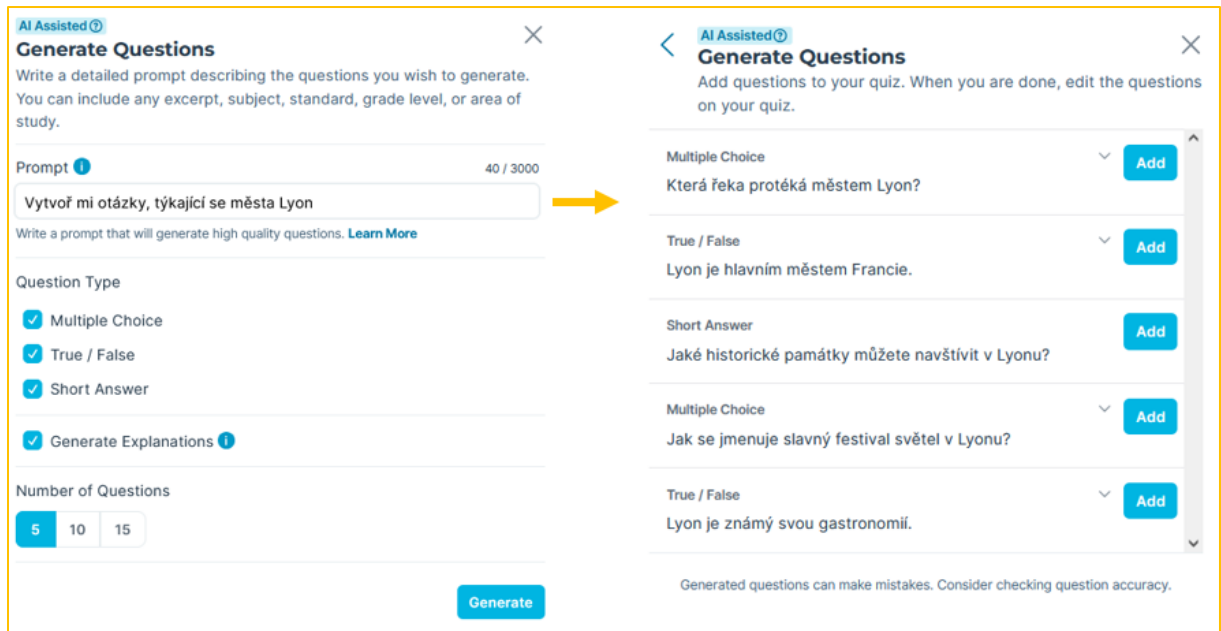 AI Assisted
Generate Questions
Write a detailed prompt describing the questions you wish to generate.
You can include any excerpt, subject, standard, grade level, or area of
study.
Prompt
40 / 3000
Vytvoř mi otázky, týkající se města Lyon
Write a prompt that will generate high quality questions. Learn More
Question Type
Multiple Choice
True / False
Short Answer
Generate Explanations
Number of Questions
5 10 15
Generate
AI Assisted
Generate Questions
Add questions to your quiz. When you are done, edit the questions
on your quiz.
Multiple Choice
Která řeka protéká městem Lyon?
Add
True / False
Lyon je hlavním městem Francie.
Add
Short Answer
Jaké historické památky můžete navštívit v Lyonu?
Add
Multiple Choice
Jak se jmenuje slavný festival světel v Lyonu?
Add
True / False
Lyon je známý svou gastronomií.
Add
Generated questions can make mistakes. Consider checking question accuracy.